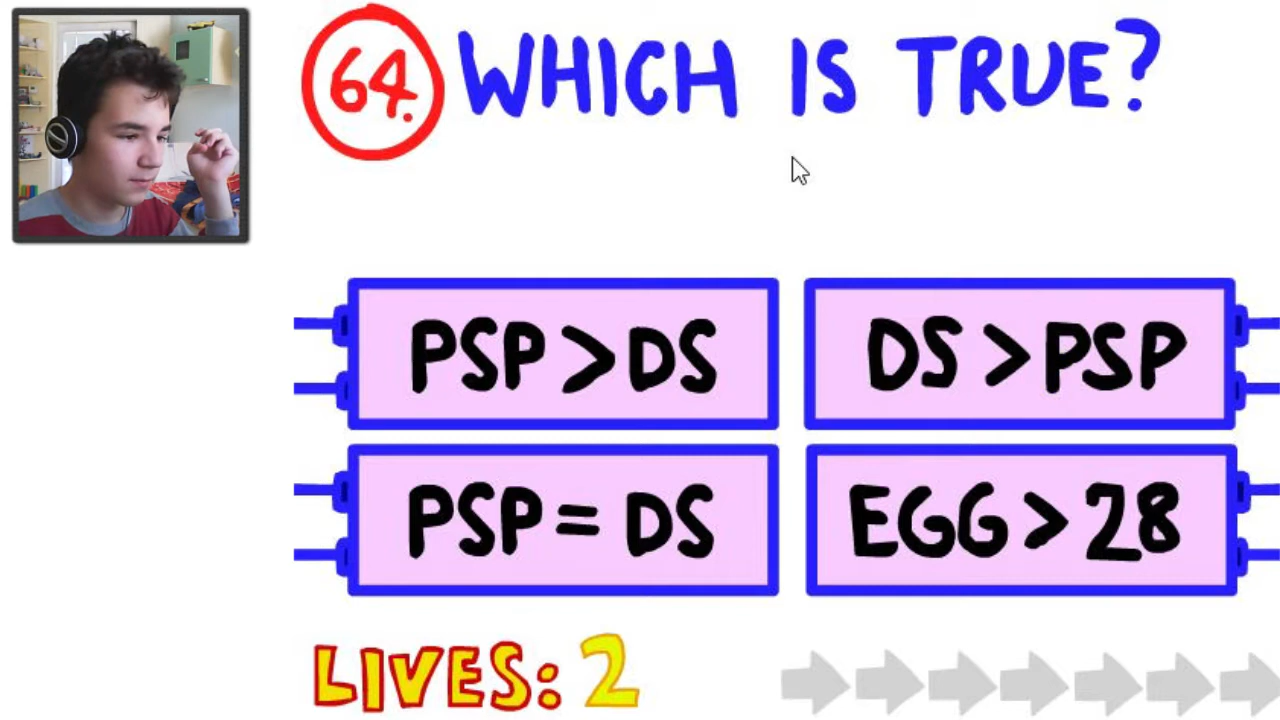 64. WHICH IS TRUE?
PSP > DS
DS > PSP
PSP = DS
EGG > 28
LIVES: 2